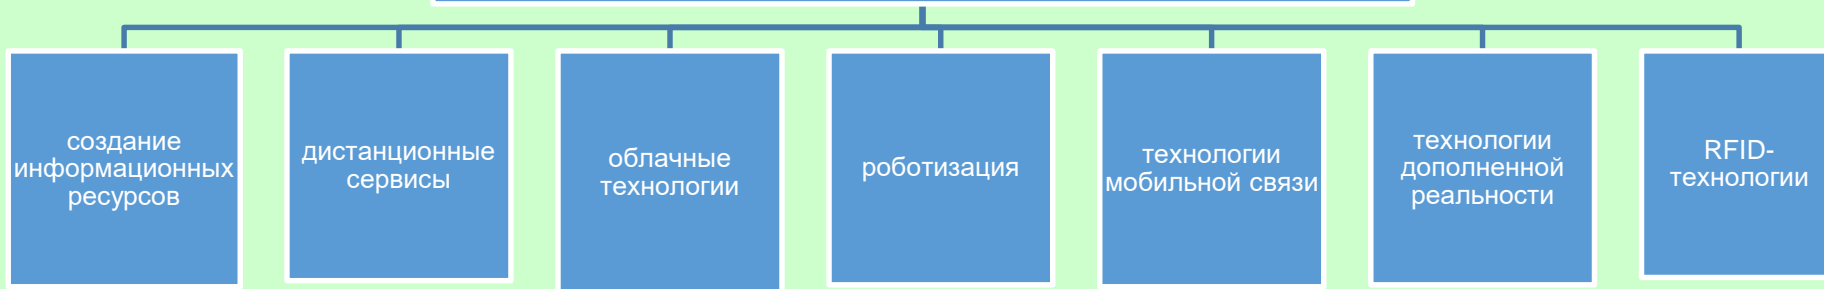 создание
информационных
ресурсов
дистанционные
сервисы
облачные
технологии
роботизация
технологии
мобильной связи
технологии
дополненной
реальности
RFID-
технологии